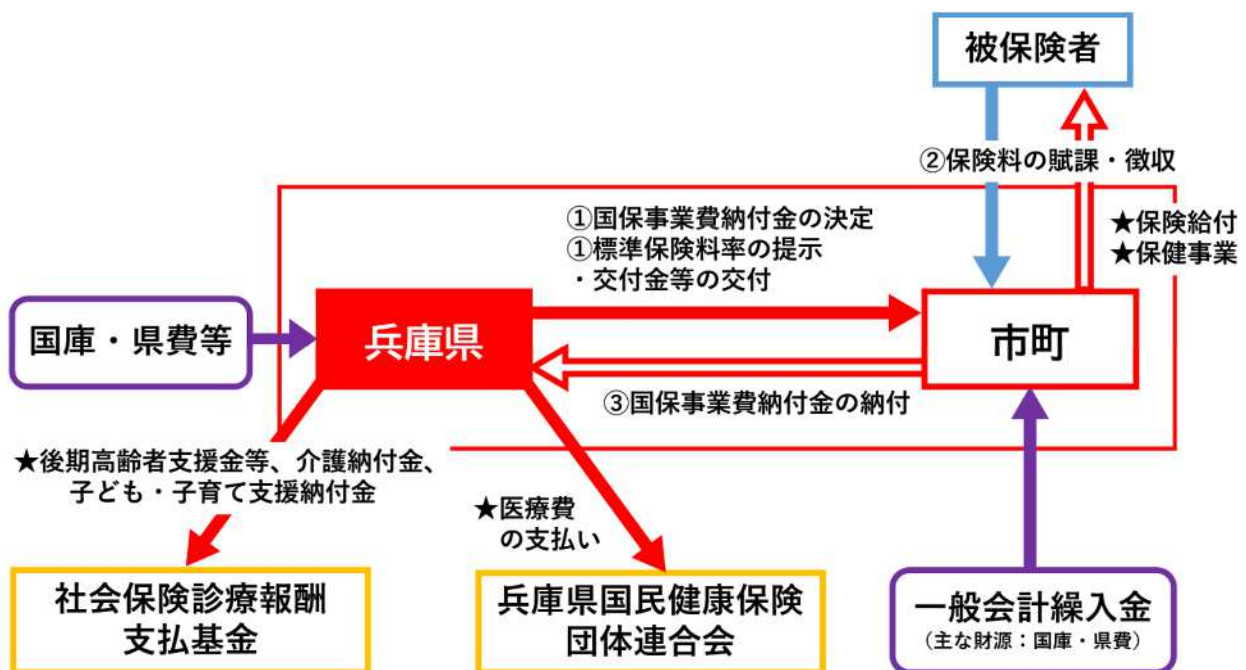 被保険者
②保険料の賦課・徴収
①国保事業費納付金の決定
①標準保険料率の提示
・交付金等の交付
★保険給付
★保健事業
国庫・県費等
兵庫県
市町
③国保事業費納付金の納付
★後期高齢者支援金等、介護納付金、
子ども・子育て支援納付金
★医療費
の支払い
社会保険診療報酬
支払基金
兵庫県国民健康保険
団体連合会
一般会計繰入金
（主な財源：国庫・県費）